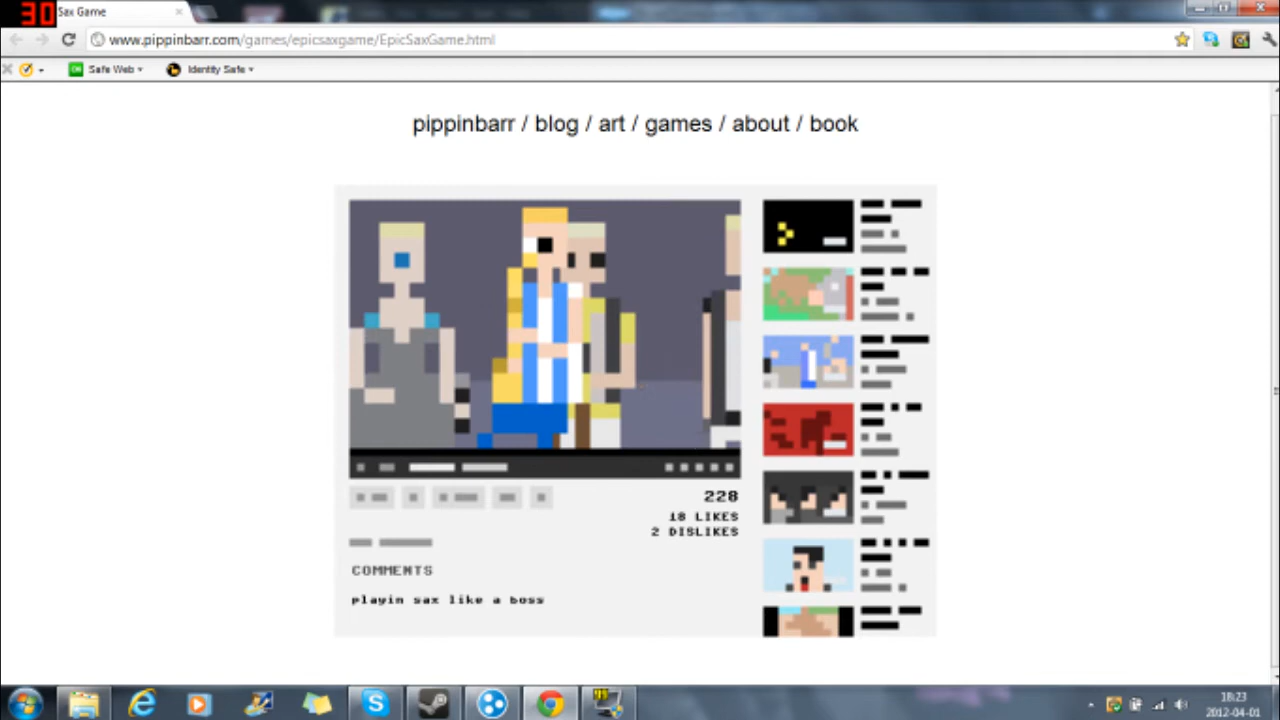 30
Sax Game
www.pippinbarr.com/games/epicsaxgame/EpicSaxGame.html
Safe Web
Identity Safe
pippinbarr / blog / art / games / about / book
228
18 LIKES
2 DISLIKES
COMMENTS
playin sax like a boss
18:23
2012-04-01